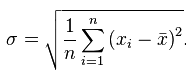 σ = √(1/n ∑_{i=1}^{n} (x_i − x̄)²).